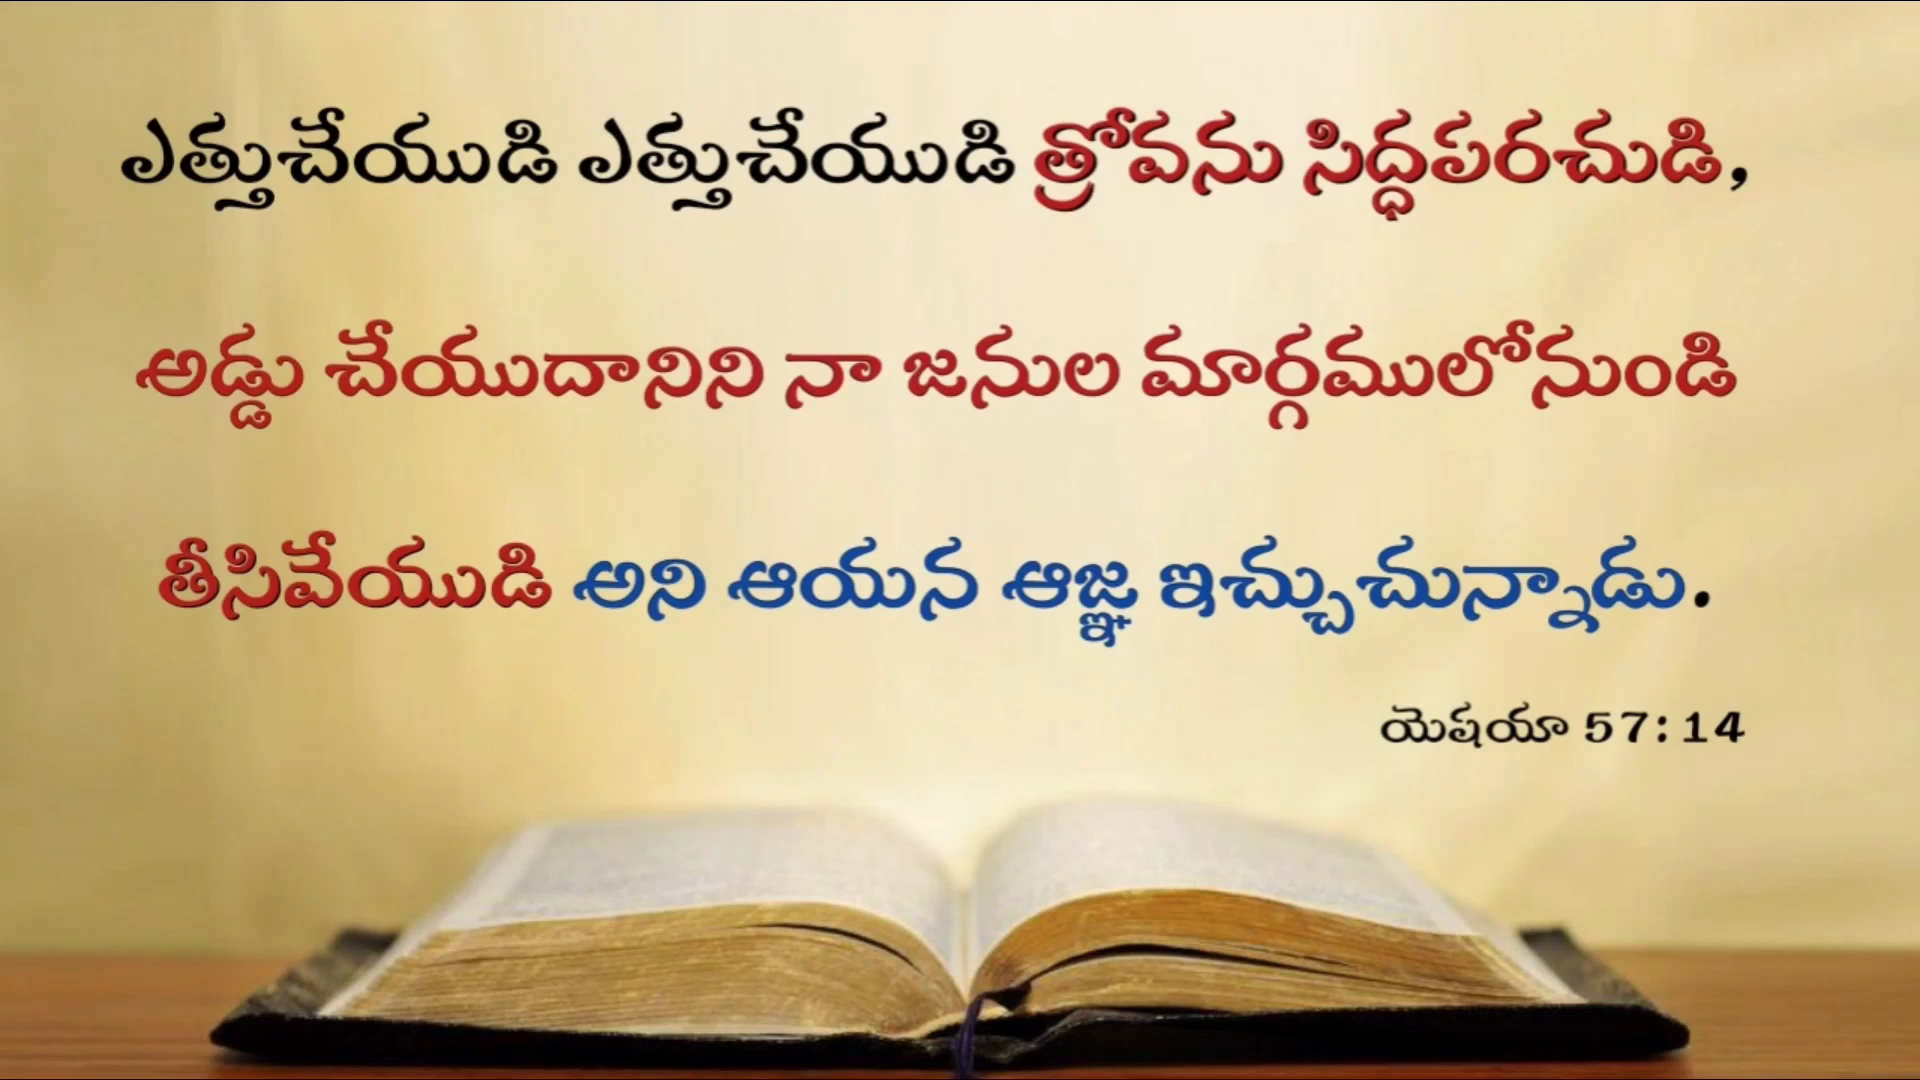 ఎత్తుచేయుడి ఎత్తుచేయుడి త్రోవను సిద్ధపరచుడి,
అడ్డు చేయుదానిని నా జనుల మార్గములోనుండి
తీసివేయుడి అని ఆయన ఆజ్ఞ ఇచ్చుచున్నాడు.
యెషయా 57:14